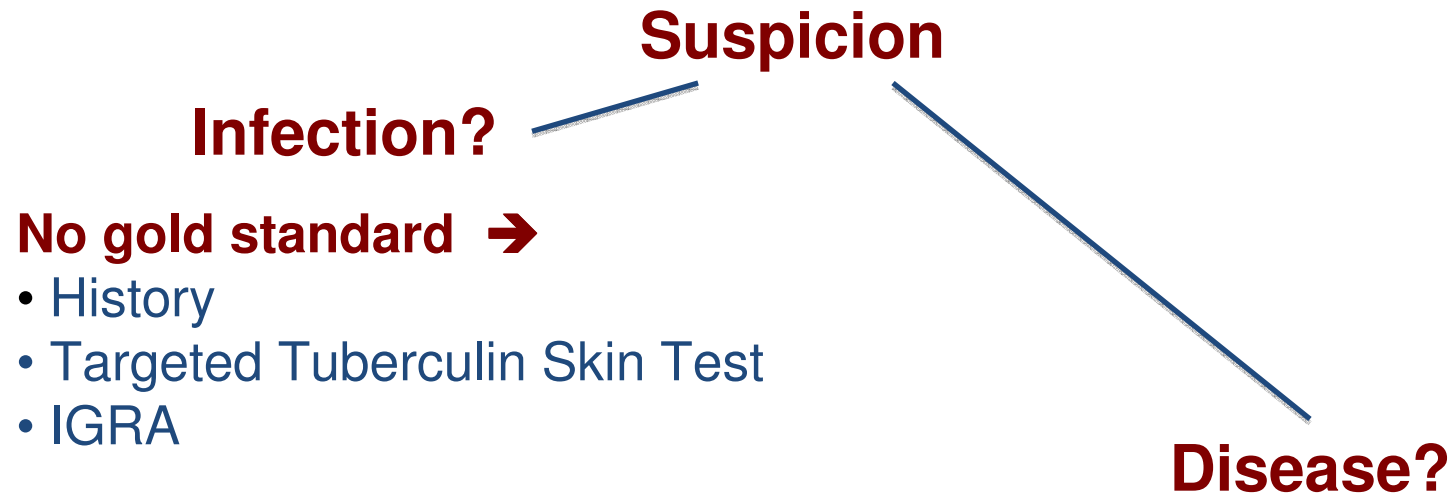 Suspicion
Infection?
No gold standard ➔
• History
• Targeted Tuberculin Skin Test
• IGRA
Disease?